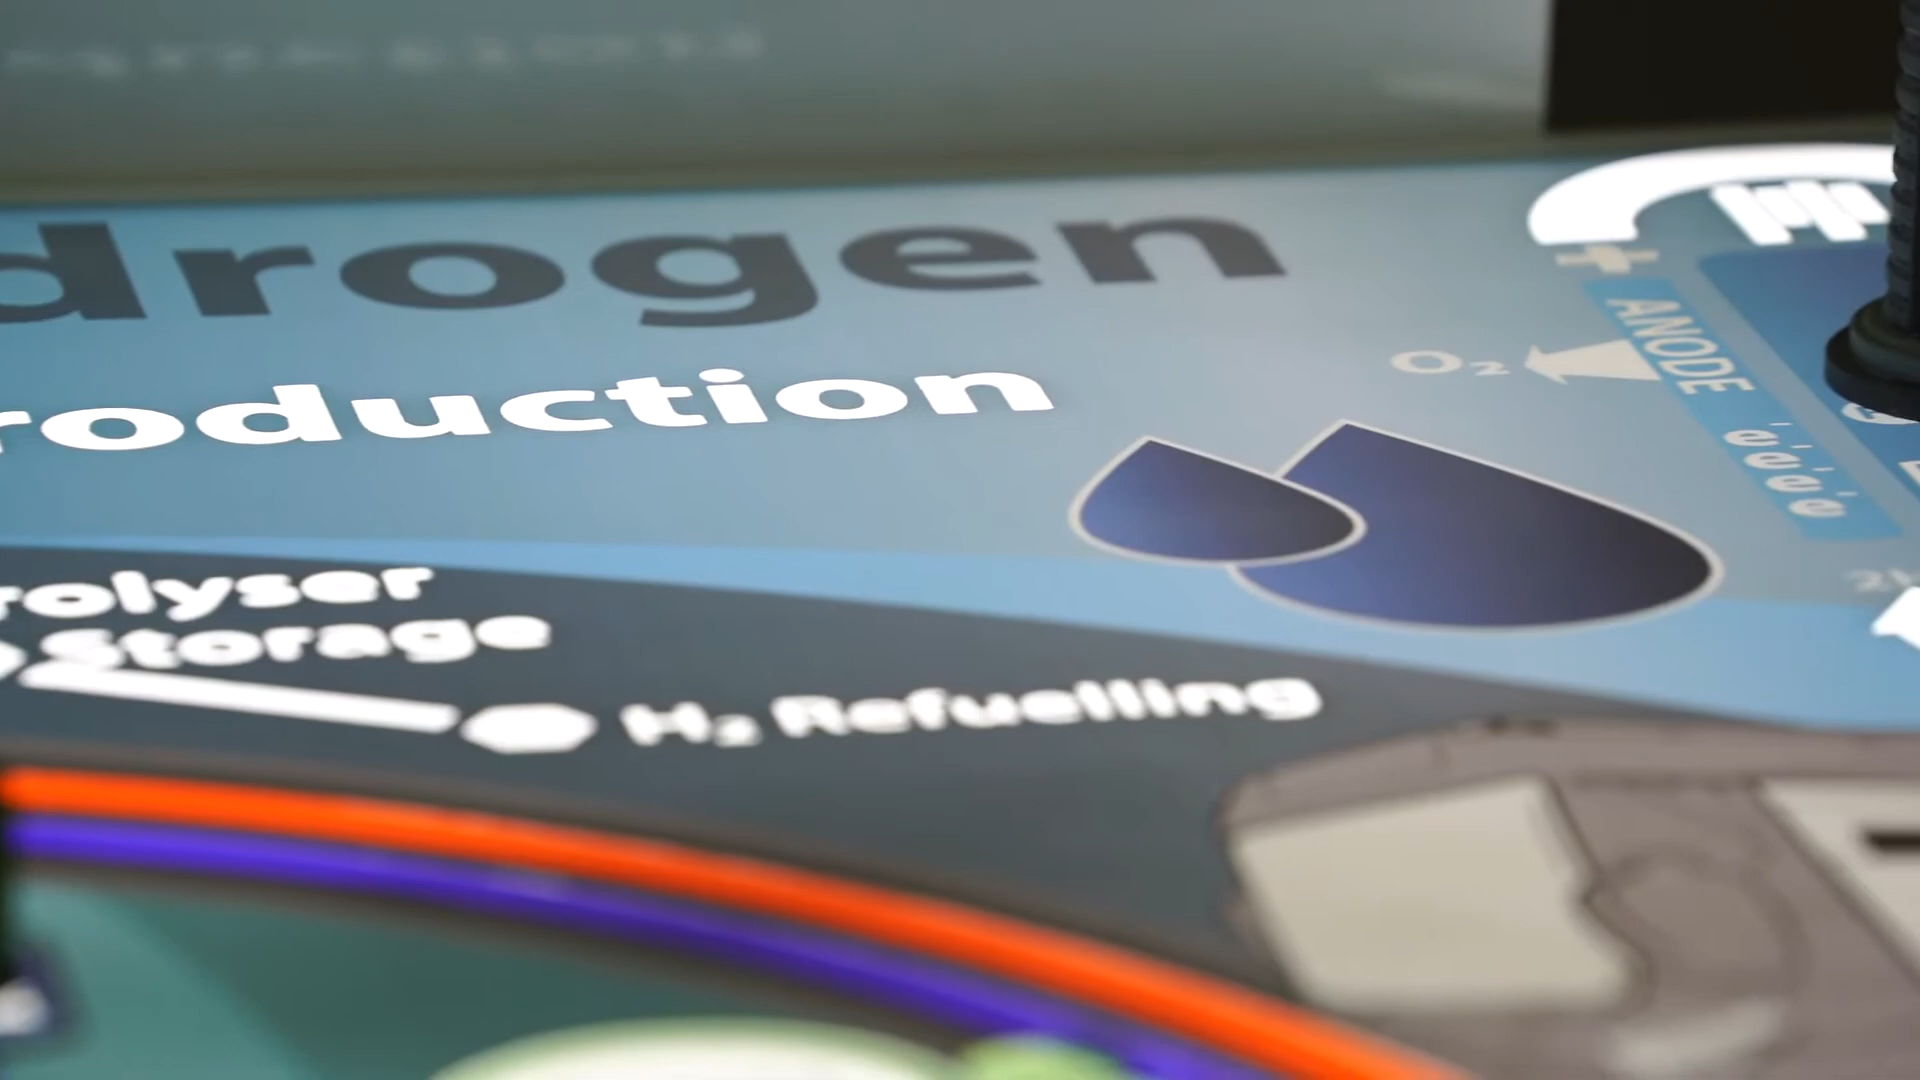 drogen
roduction
O₂
+
ANODE
e⁻ e⁻ e⁻ e⁻
rolyser
Storage
H₂ Refuelling